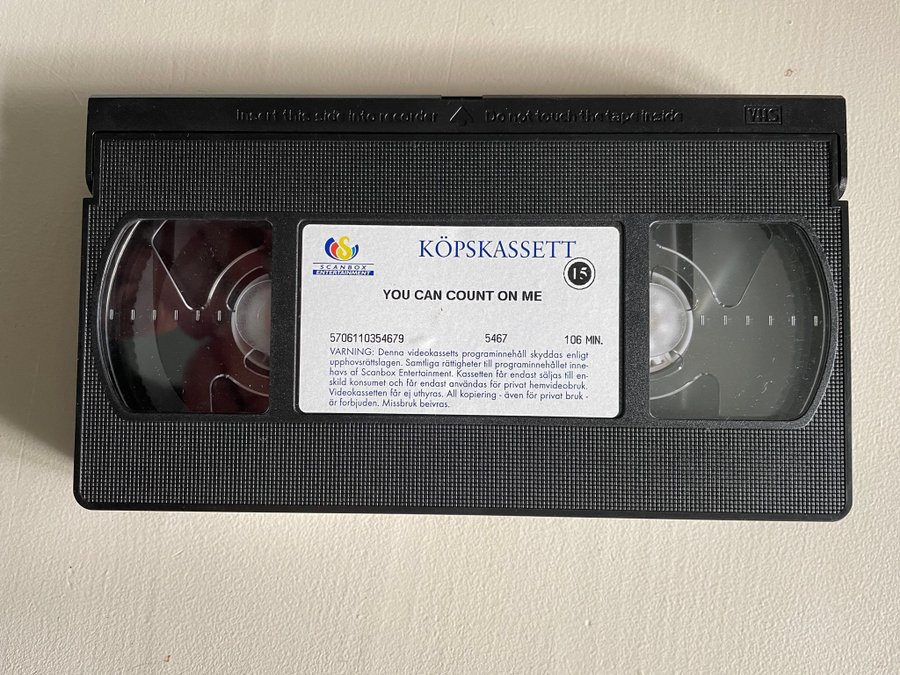 Insert this side into recorder Do not touch the tape inside VHS
SCANBOX
ENTERTAINMENT
KÖPSKASSETT
15
YOU CAN COUNT ON ME
5706110354679 5467 106 MIN.
VARNING: Denna videokassetts programinnehåll skyddas enligt
upphovsrättslagen. Samtliga rättigheter till programinnehållet inne-
havs af Scanbox Entertainment. Kassetten får endast säljas till en-
skild konsumet och får endast användas för privat hemvideobruk.
Videokassetten får ej uthyras. All kopiering - även för privat bruk -
är forbjuden. Missbruk beivras.